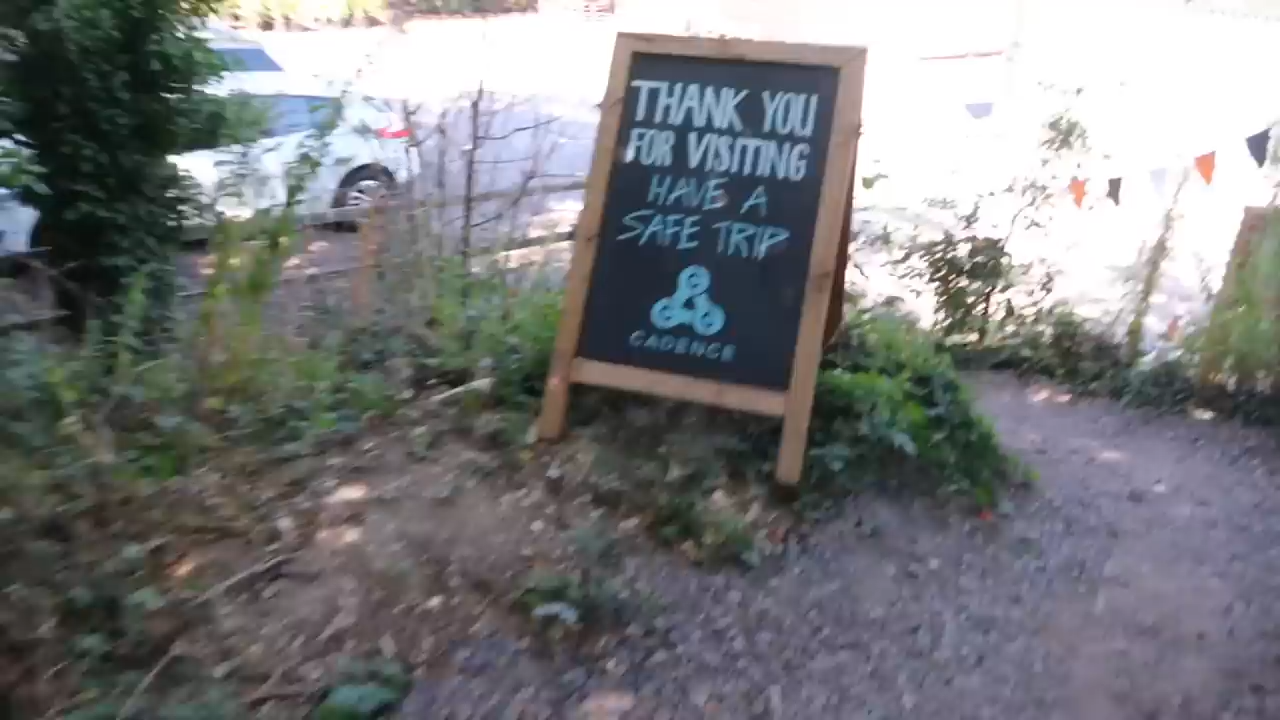 THANK YOU
FOR VISITING
HAVE A
SAFE TRIP
CADENCE